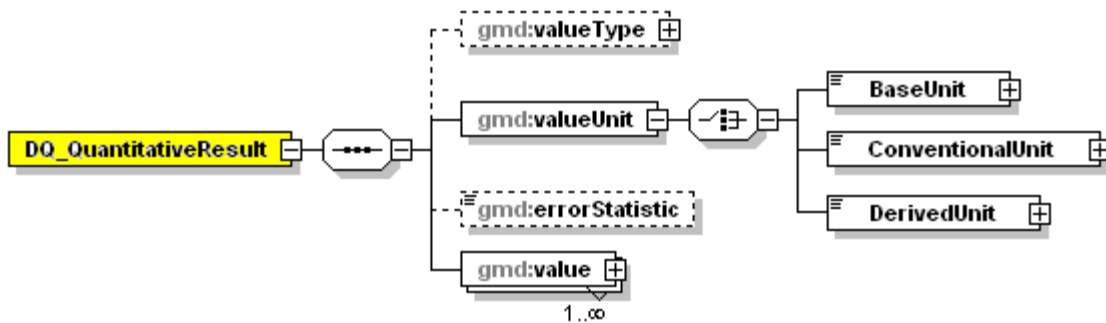 gmd:valueType
BaseUnit
gmd:valueUnit
DQ_QuantitativeResult
ConventionalUnit
gmd:errorStatistic
DerivedUnit
gmd:value
1..∞